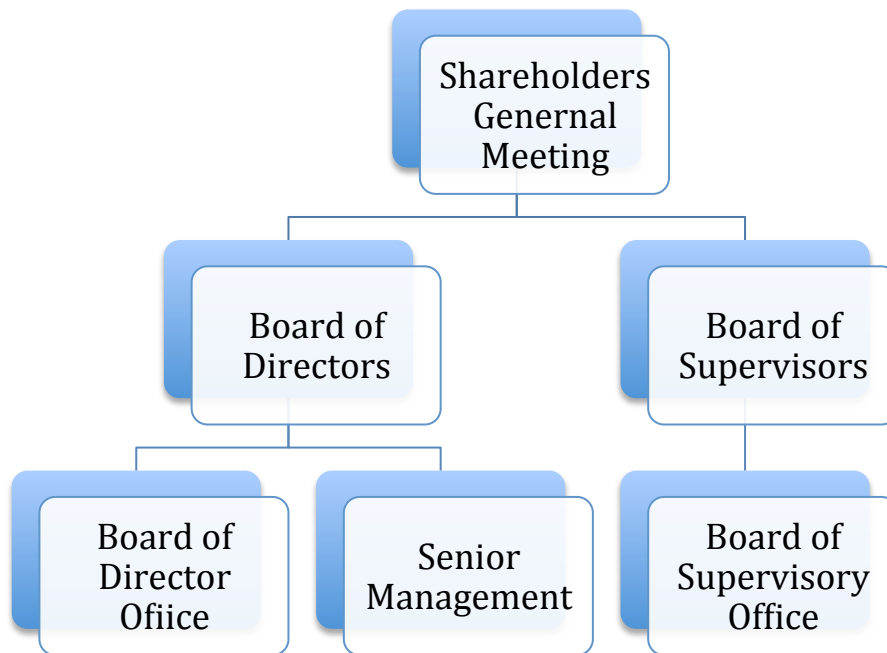 Shareholders
Genernal
Meeting
Board of
Directors
Board of
Supervisors
Board of
Director
Ofiice
Senior
Management
Board of
Supervisory
Office